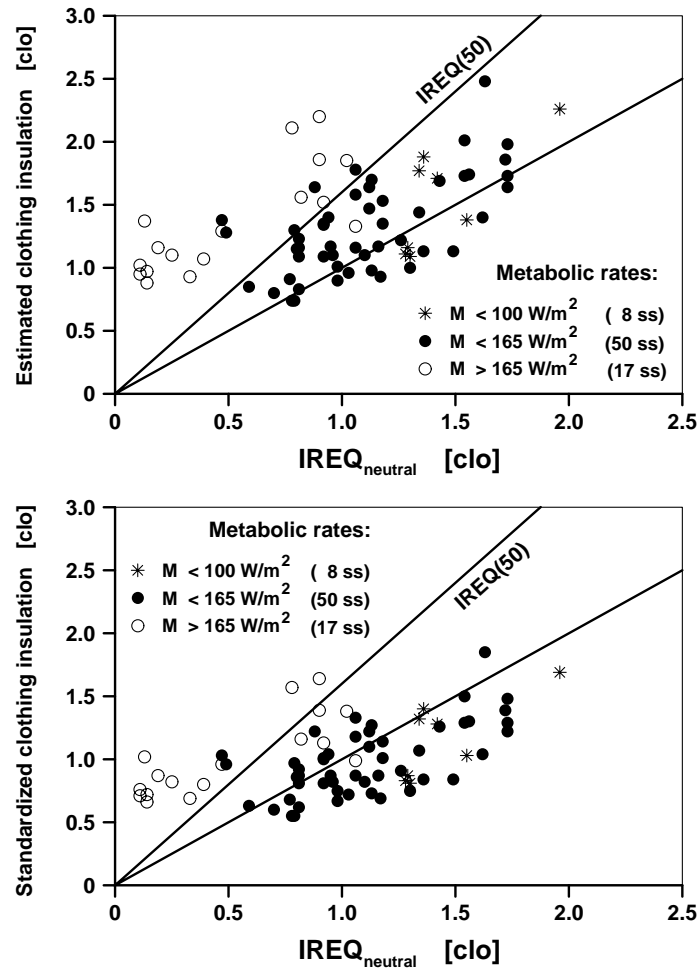 3.0
2.5
2.0
1.5
1.0
0.5
0
Estimated clothing insulation [clo]
IREQ(50)
Metabolic rates:
M < 100 W/m2 ( 8 ss)
M < 165 W/m2 (50 ss)
M > 165 W/m2 (17 ss)
0 0.5 1.0 1.5 2.0 2.5
IREQneutral [clo]
3.0
2.5
2.0
1.5
1.0
0.5
0
Standardized clothing insulation [clo]
Metabolic rates:
M < 100 W/m2 ( 8 ss)
M < 165 W/m2 (50 ss)
M > 165 W/m2 (17 ss)
IREQ(50)
0 0.5 1.0 1.5 2.0 2.5
IREQneutral [clo]